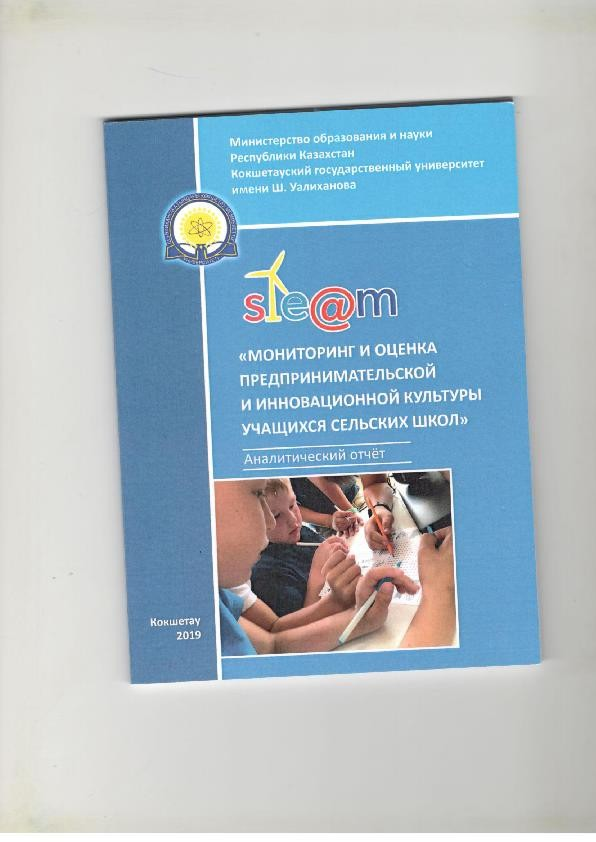 Министерство образования и науки
Республики Казахстан
Кокшетауский государственный университет
имени Ш. Уалиханова
ste@m
«МОНИТОРИНГ И ОЦЕНКА
ПРЕДПРИНИМАТЕЛЬСКОЙ
И ИННОВАЦИОННОЙ КУЛЬТУРЫ
УЧАЩИХСЯ СЕЛЬСКИХ ШКОЛ»
Аналитический отчёт
Кокшетау
2019